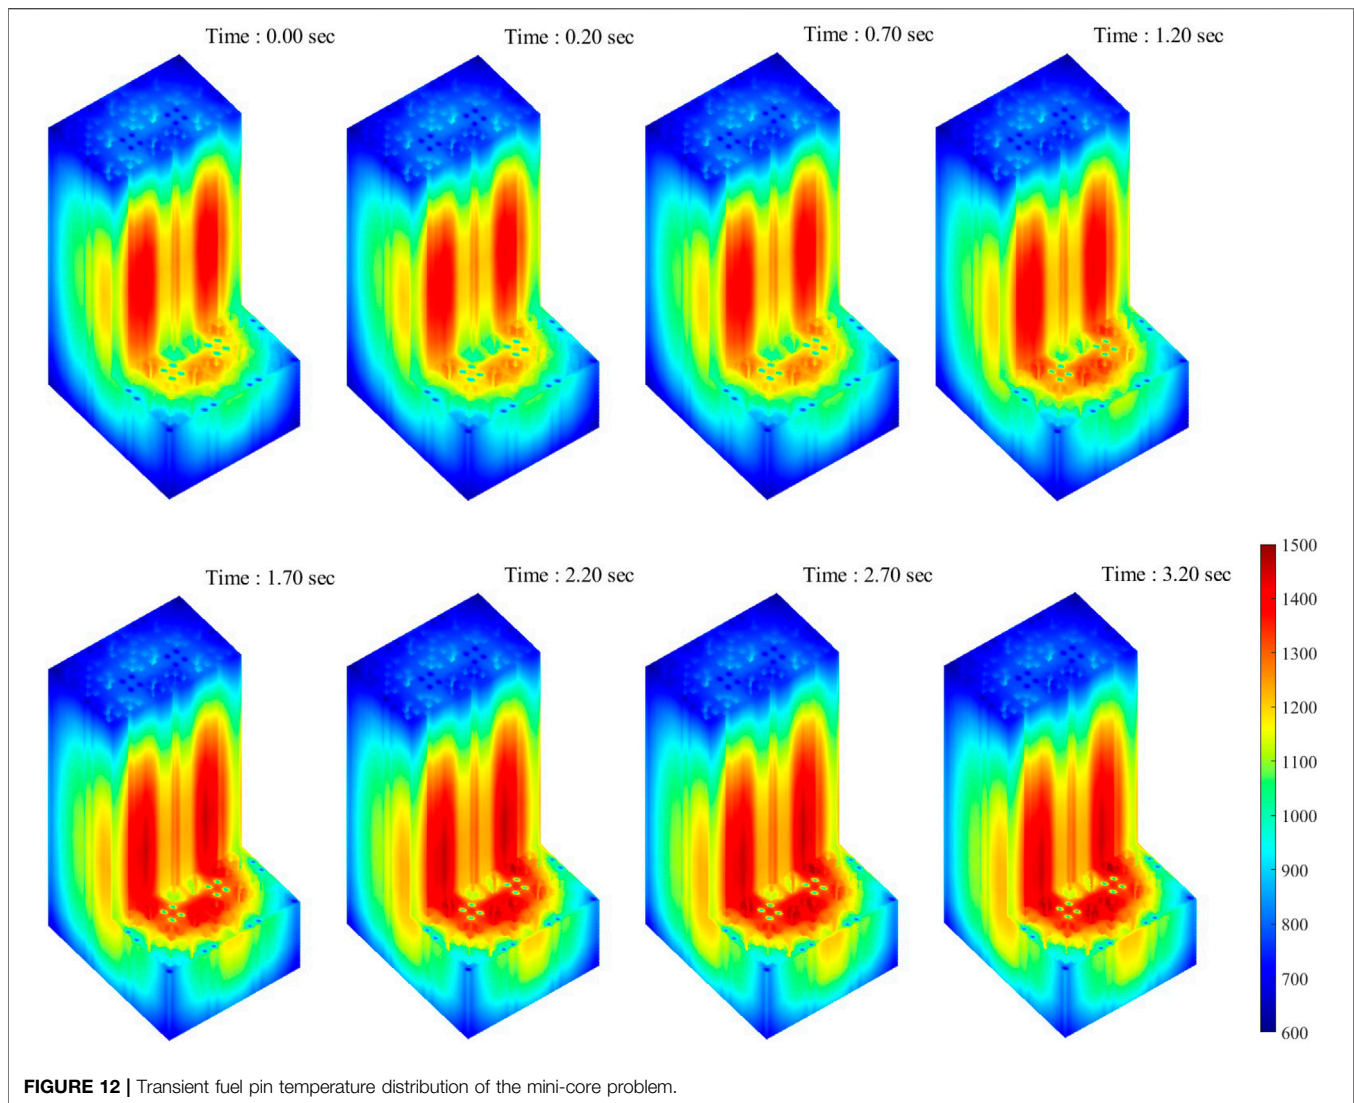 Time : 0.00 sec
Time : 0.20 sec
Time : 0.70 sec
Time : 1.20 sec
Time : 1.70 sec
Time : 2.20 sec
Time : 2.70 sec
Time : 3.20 sec
1500
1400
1300
1200
1100
1000
900
800
700
600
FIGURE 12 | Transient fuel pin temperature distribution of the mini-core problem.